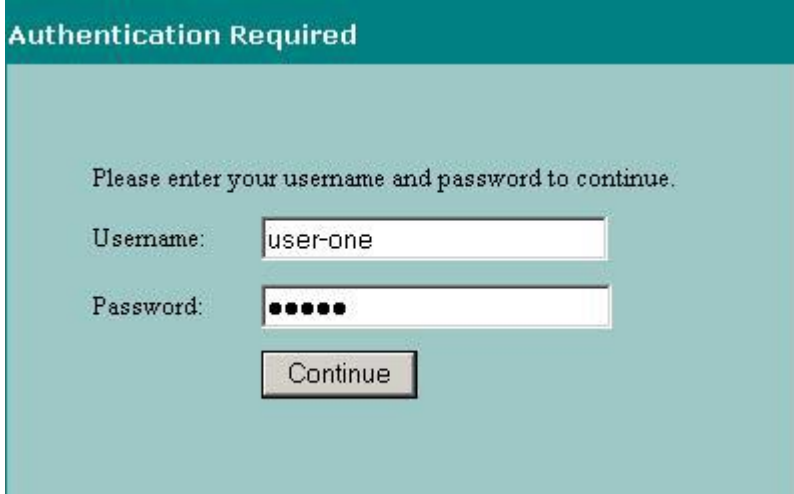 Authentication Required
Please enter your username and password to continue.
Username: user-one
Password: •••••
Continue